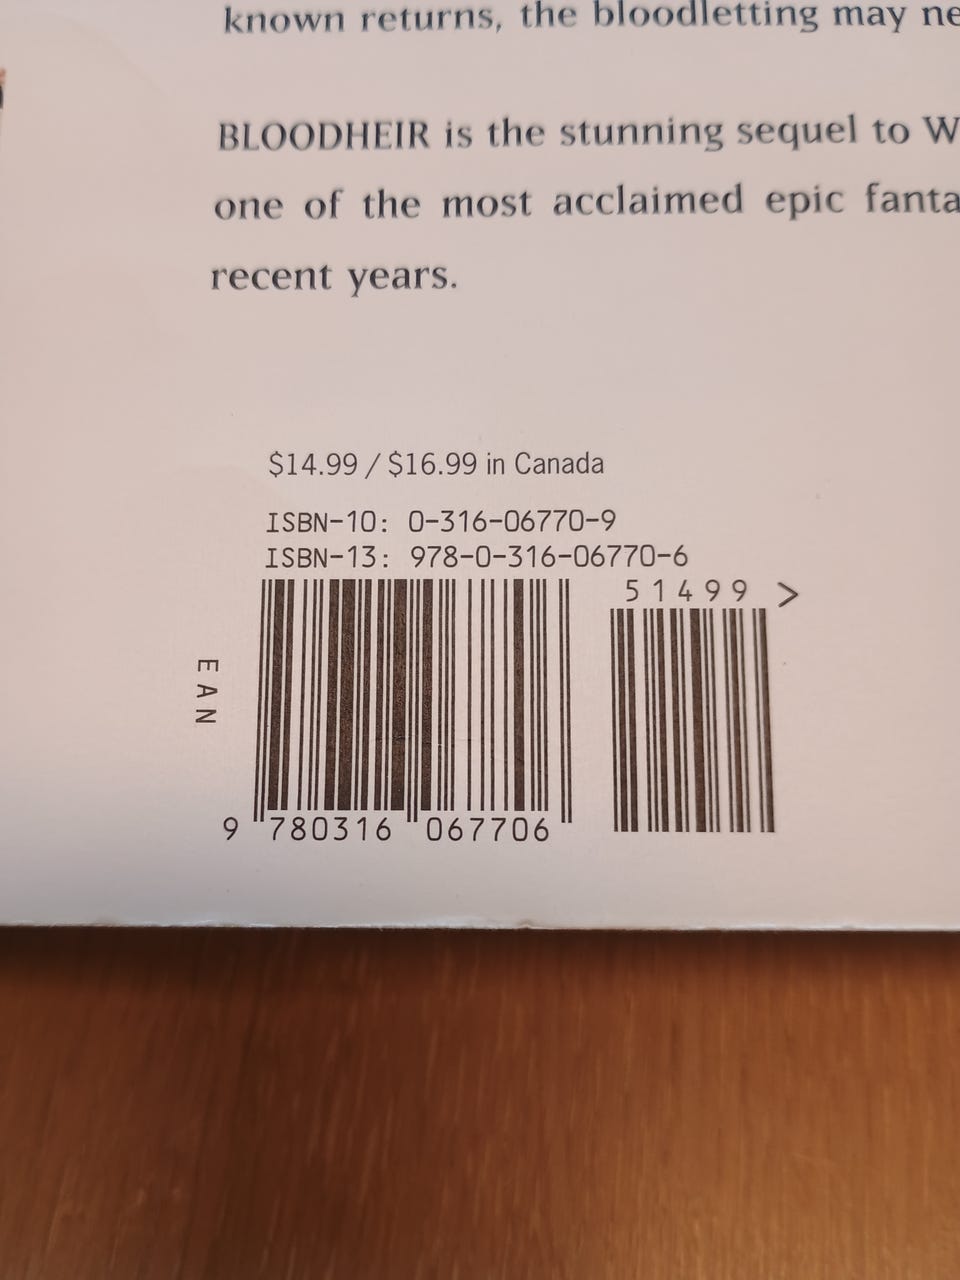 known returns, the bloodletting may ne
BLOODHEIR is the stunning sequel to W
one of the most acclaimed epic fanta
recent years.
$14.99 / $16.99 in Canada
ISBN-10: 0-316-06770-9
ISBN-13: 978-0-316-06770-6
51499 >
EAN
9 780316 067706